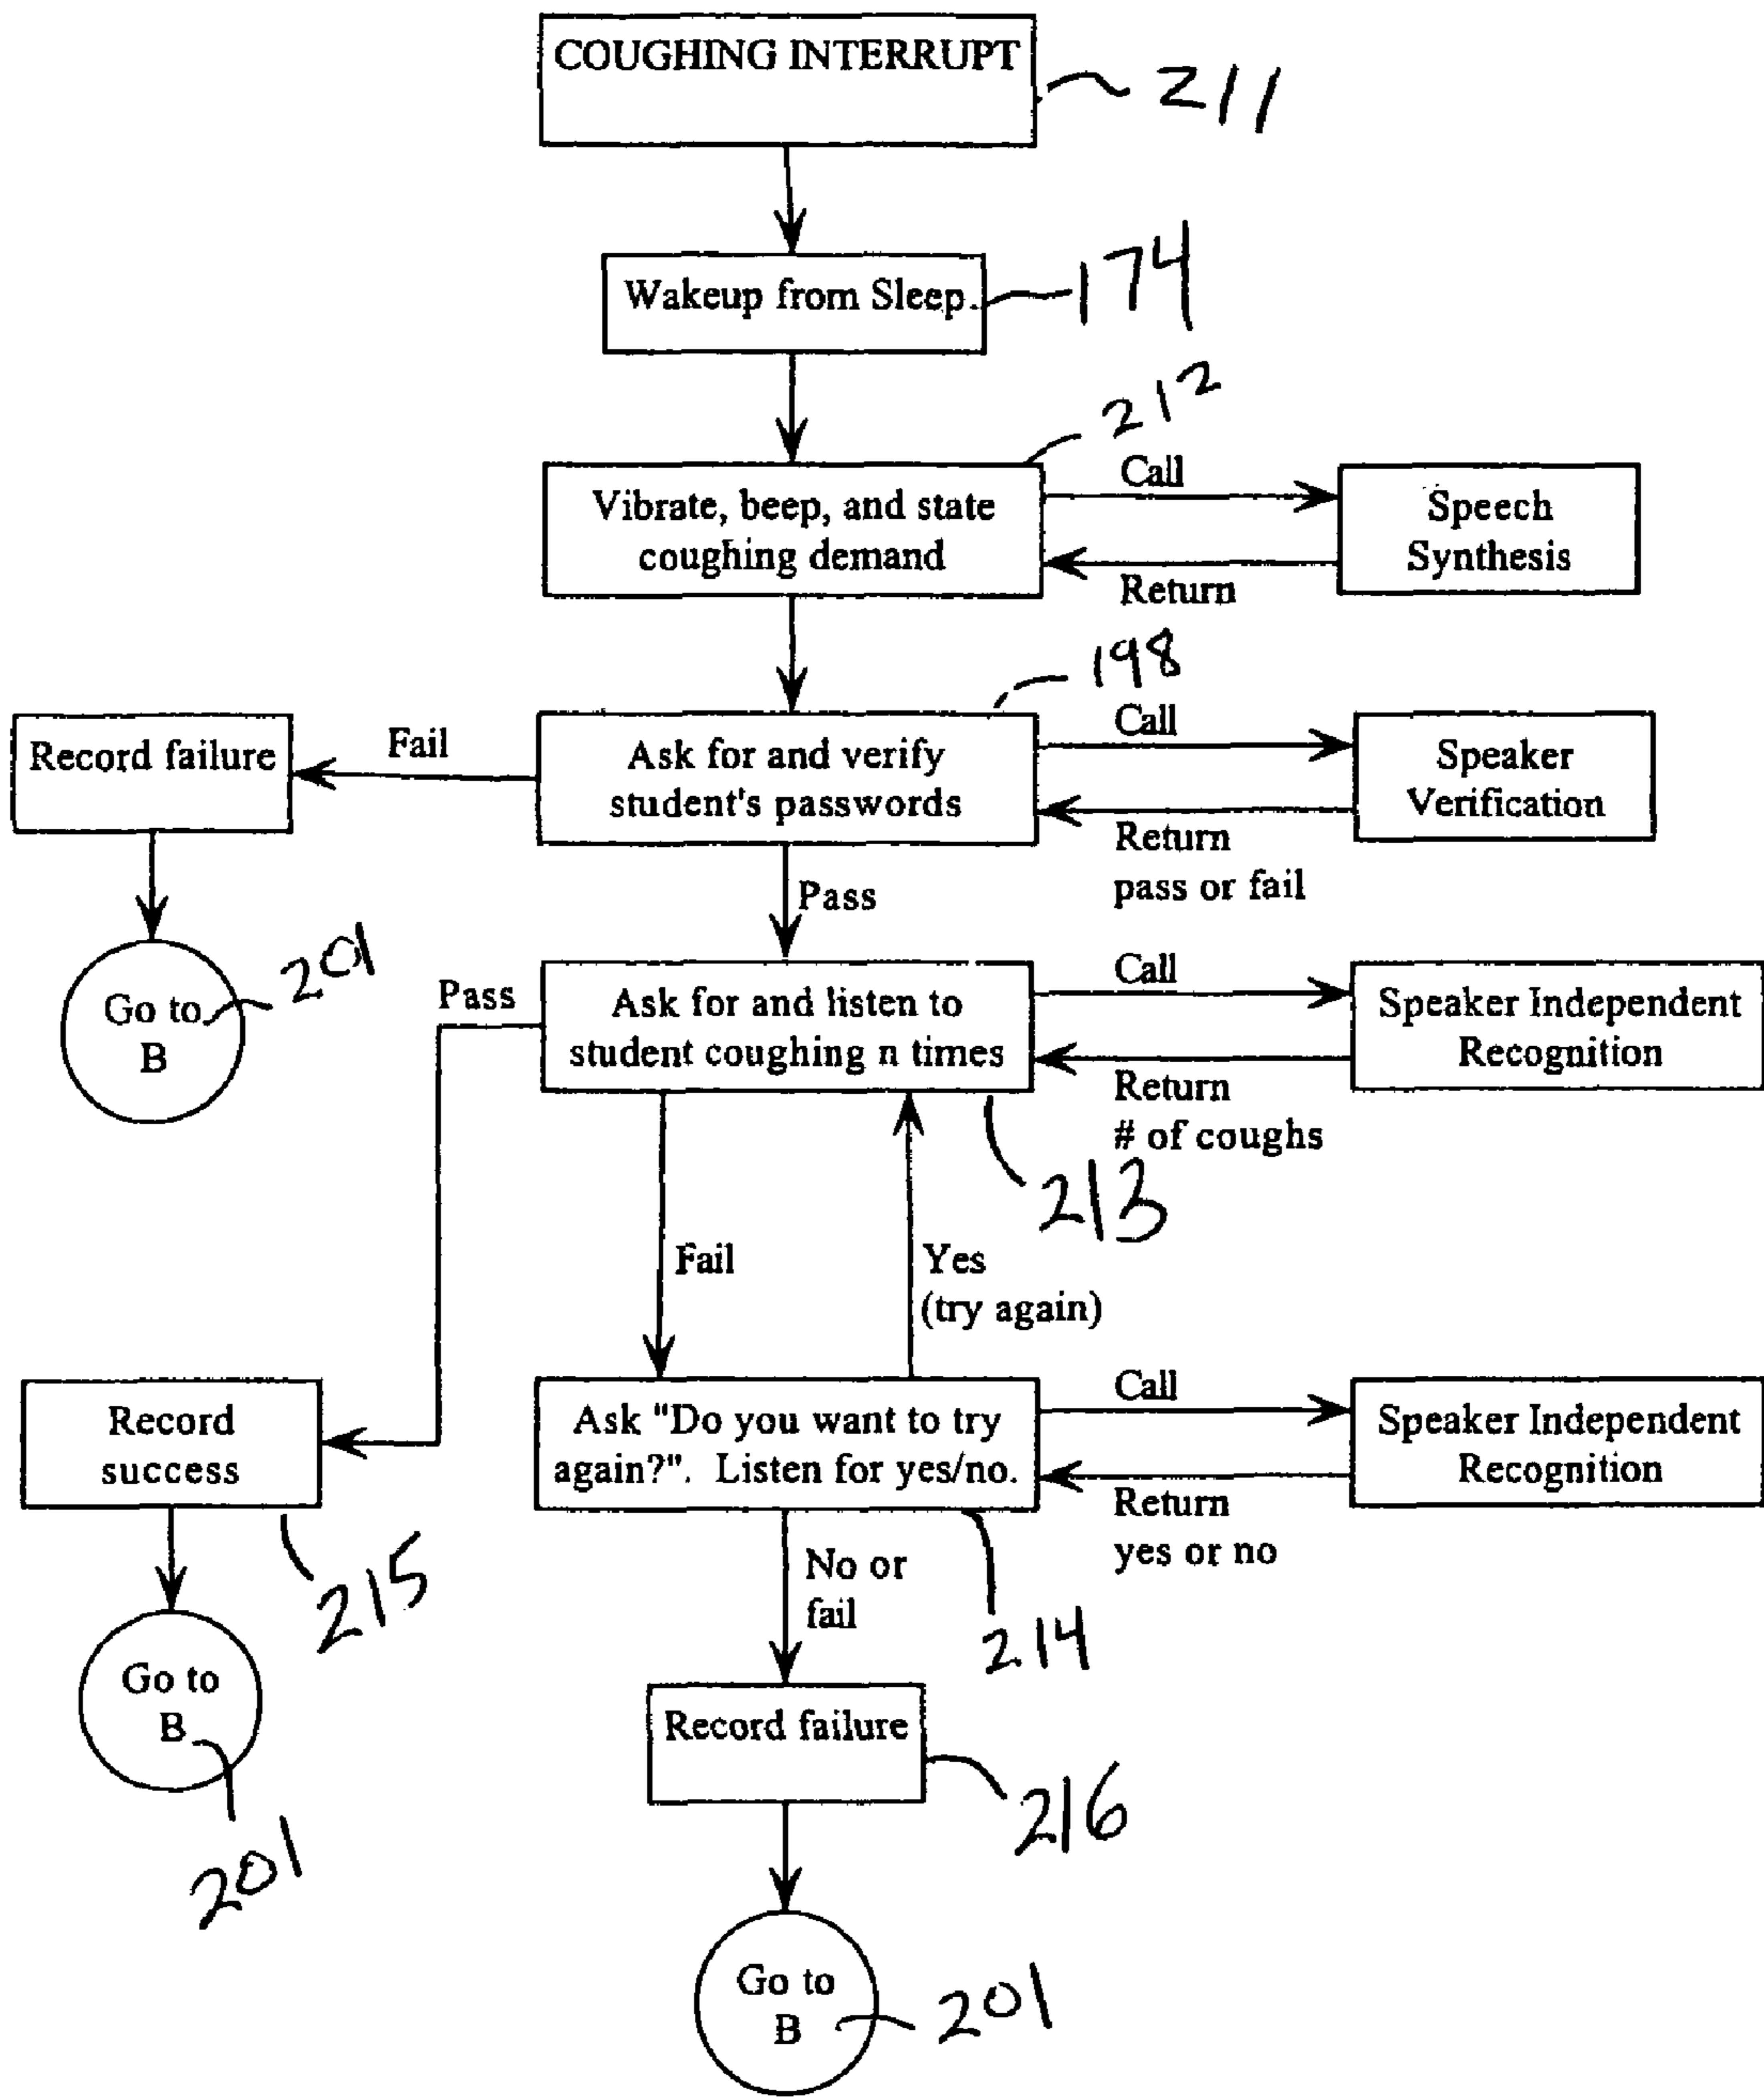 COUGHING INTERRUPT
211
Wakeup from Sleep.
174
212
Vibrate, beep, and state
coughing demand
Call
Return
Speech
Synthesis
198
Record failure
Fail
Ask for and verify
student's passwords
Call
Return
pass or fail
Speaker
Verification
Pass
Go to
B
201
Pass
Ask for and listen to
student coughing n times
Call
Return
# of coughs
Speaker Independent
Recognition
213
Fail
Yes
(try again)
Record
success
Ask "Do you want to try
again?". Listen for yes/no.
Call
Return
yes or no
Speaker Independent
Recognition
215
No or
fail
214
Go to
B
201
Record failure
216
Go to
B
201